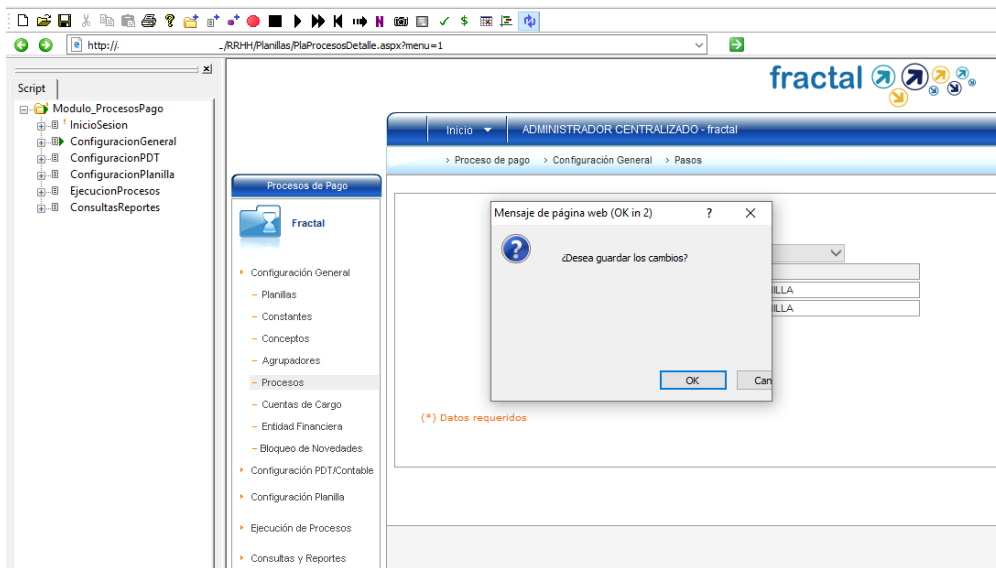 http://.
_/RRHH/Planillas/PlaProcesosDetalle.aspx?menu=1
Script
Modulo_ProcesosPago
InicioSesion
ConfiguracionGeneral
ConfiguracionPDT
ConfiguracionPlanilla
EjecucionProcesos
ConsultasReportes
fractal
Inicio
ADMINISTRADOR CENTRALIZADO - fractal
› Proceso de pago › Configuración General › Pasos
Procesos de Pago
Fractal
Configuración General
– Planillas
– Constantes
– Conceptos
– Agrupadores
– Procesos
– Cuentas de Cargo
– Entidad Financiera
– Bloqueo de Novedades
Configuración PDT/Contable
Configuración Planilla
Ejecución de Procesos
Consultas y Reportes
Mensaje de página web (OK in 2) ? X
¿Desea guardar los cambios?
OK
Can
ILLA
ILLA
(*) Datos requeridos